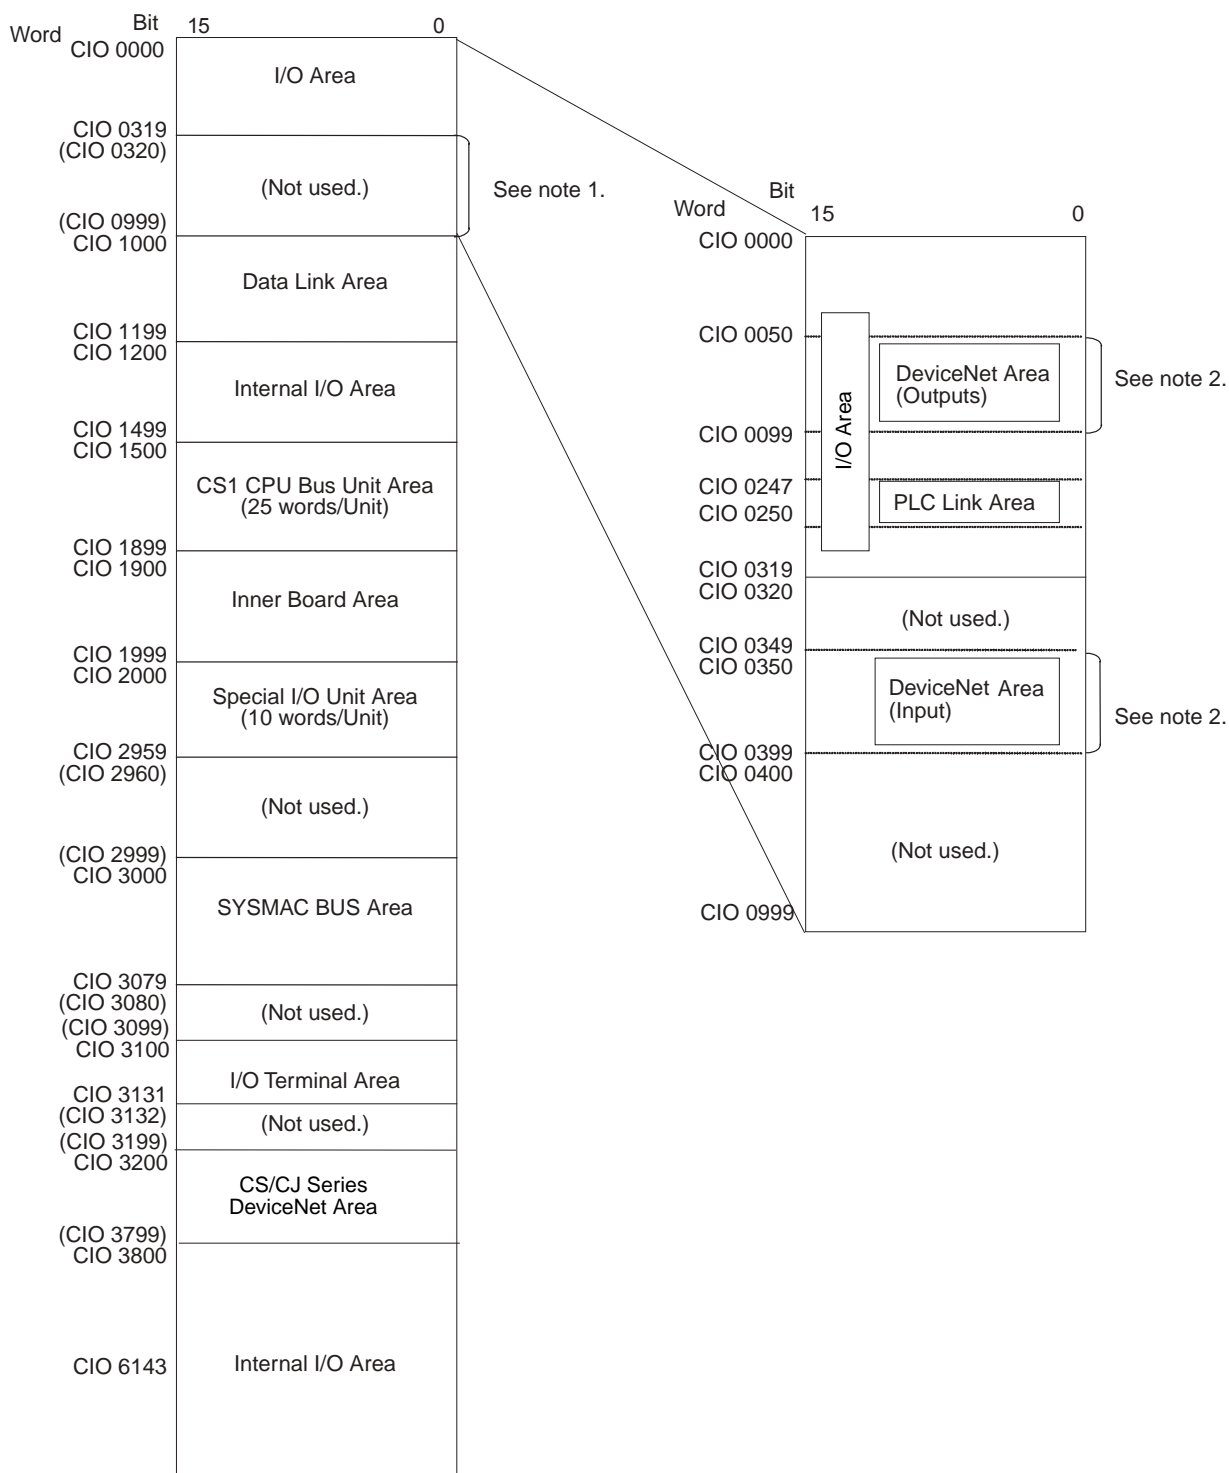 Bit
15
0
Word
CIO 0000
I/O Area
CIO 0319
(CIO 0320)
(Not used.)
See note 1.
(CIO 0999)
CIO 1000
Data Link Area
CIO 1199
CIO 1200
Internal I/O Area
CIO 1499
CIO 1500
CS1 CPU Bus Unit Area
(25 words/Unit)
CIO 1899
CIO 1900
Inner Board Area
CIO 1999
CIO 2000
Special I/O Unit Area
(10 words/Unit)
CIO 2959
(CIO 2960)
(Not used.)
(CIO 2999)
CIO 3000
SYSMAC BUS Area
CIO 3079
(CIO 3080)
(Not used.)
(CIO 3099)
CIO 3100
I/O Terminal Area
CIO 3131
(CIO 3132)
(Not used.)
(CIO 3199)
CIO 3200
CS/CJ Series
DeviceNet Area
(CIO 3799)
CIO 3800
Internal I/O Area
CIO 6143
Bit
Word
15
0
CIO 0000
CIO 0050
I/O Area
DeviceNet Area
(Outputs)
See note 2.
CIO 0099
CIO 0247
PLC Link Area
CIO 0250
CIO 0319
CIO 0320
(Not used.)
CIO 0349
CIO 0350
DeviceNet Area
(Input)
See note 2.
CIO 0399
CIO 0400
(Not used.)
CIO 0999